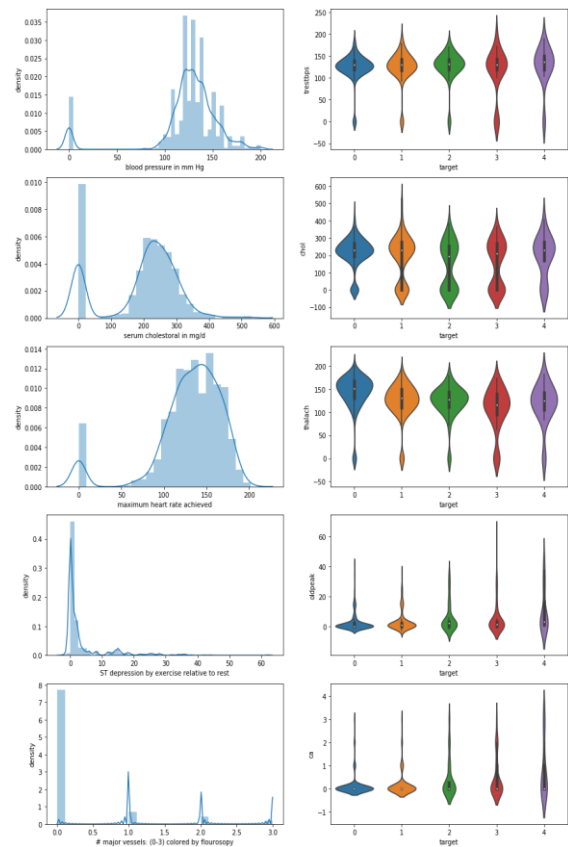 0.035
0.030
0.025
0.020
0.015
0.010
0.005
0.000
density
0 50 100 150 200
blood pressure in mm Hg
250
200
150
100
50
0
−50
trestbps
0 1 2 3 4
target
0.010
0.008
0.006
0.004
0.002
0.000
density
0 100 200 300 400 500 600
serum cholestoral in mg/d
600
500
400
300
200
100
0
−100
chol
0 1 2 3 4
target
0.014
0.012
0.010
0.008
0.006
0.004
0.002
0.000
density
0 50 100 150 200
maximum heart rate achieved
200
150
100
50
0
−50
thalach
0 1 2 3 4
target
0.4
0.3
0.2
0.1
0.0
density
0 10 20 30 40 50 60
ST depression by exercise relative to rest
60
40
20
0
oldpeak
0 1 2 3 4
target
8
7
6
5
4
3
2
1
0
density
0.0 0.5 1.0 1.5 2.0 2.5 3.0
# major vessels: (0-3) colored by flourosopy
4
3
2
1
0
−1
ca
0 1 2 3 4
target